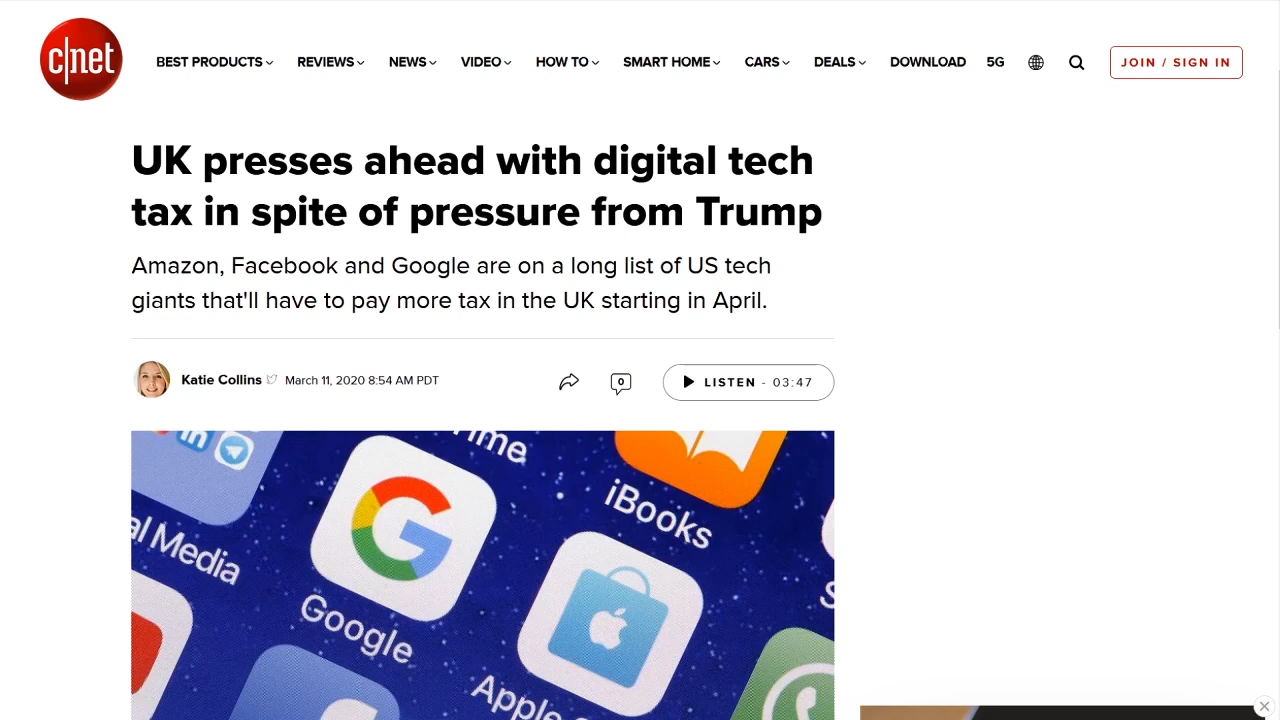 c|net
BEST PRODUCTS REVIEWS NEWS VIDEO HOW TO SMART HOME CARS DEALS DOWNLOAD 5G JOIN / SIGN IN
UK presses ahead with digital tech
tax in spite of pressure from Trump
Amazon, Facebook and Google are on a long list of US tech
giants that'll have to pay more tax in the UK starting in April.
Katie Collins March 11, 2020 8:54 AM PDT 0 LISTEN - 03:47
in
iBooks
al Media
Google
Apple